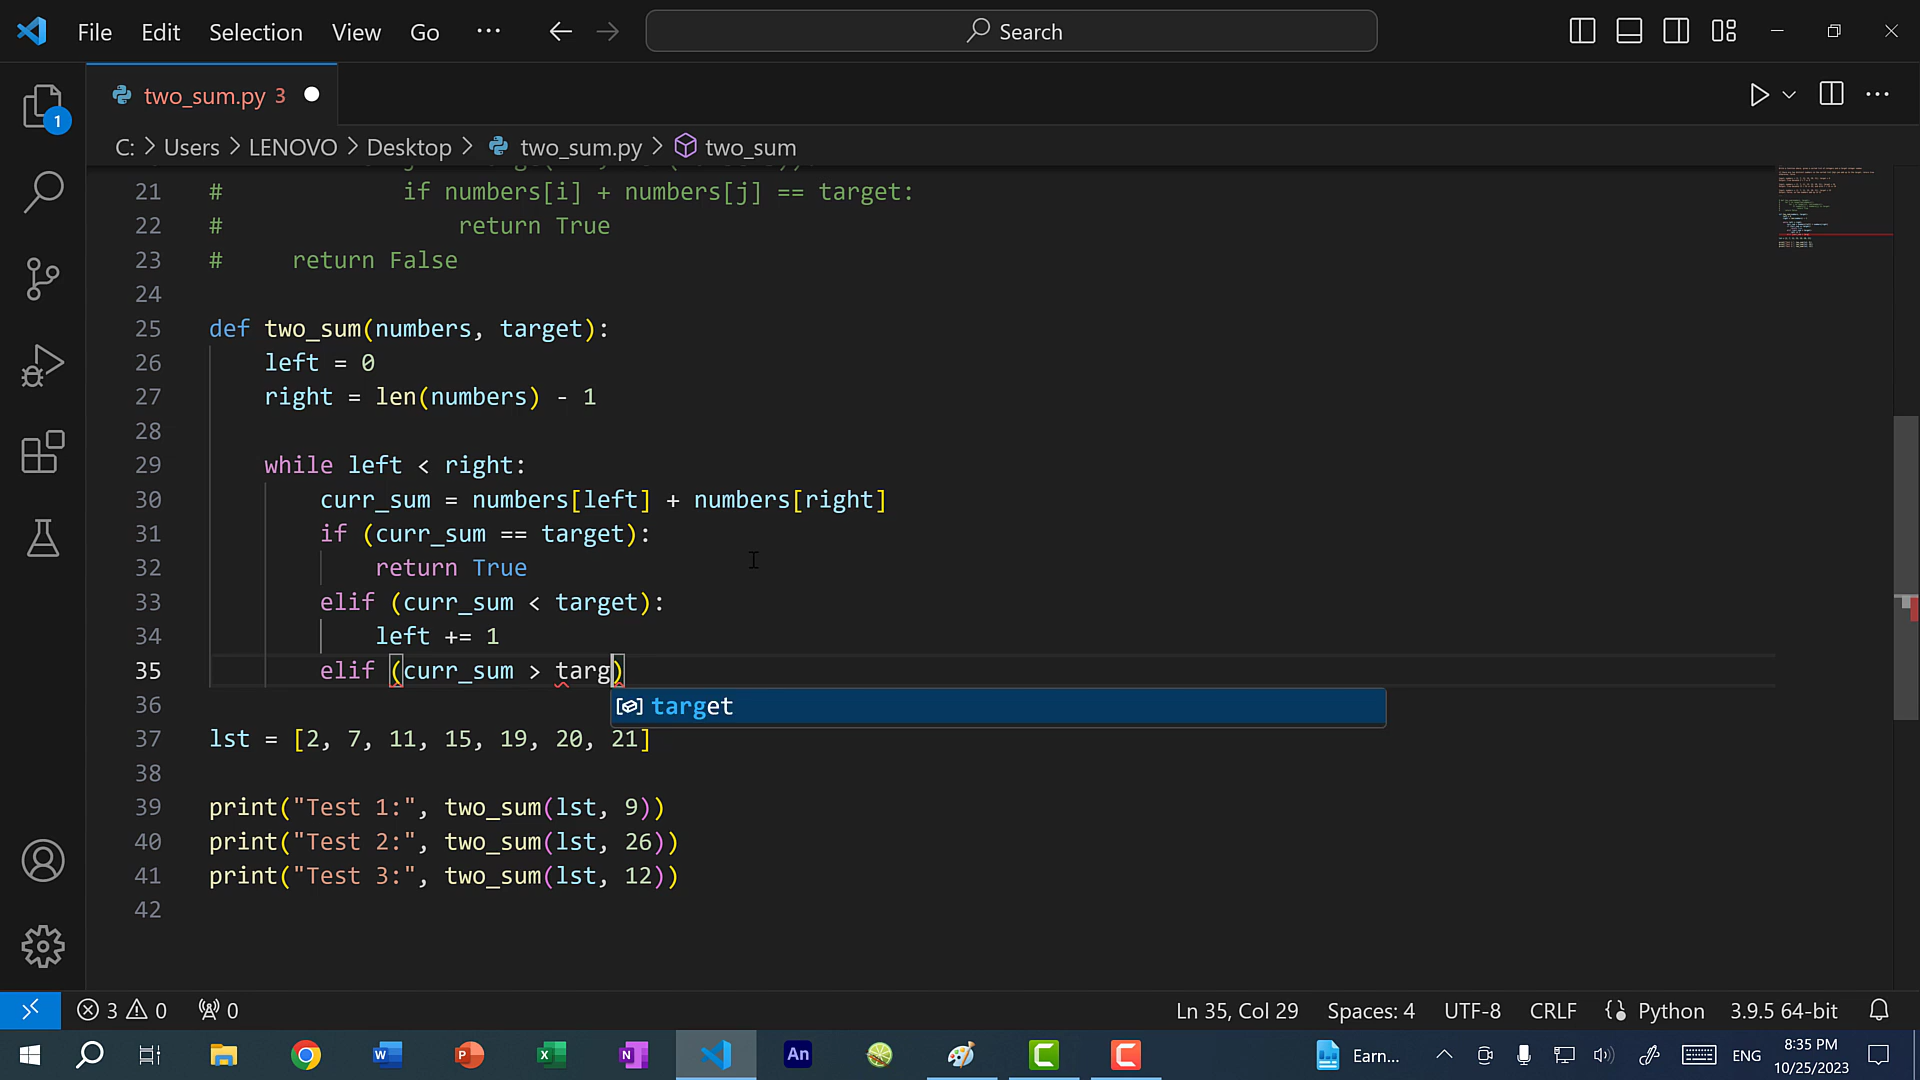 File Edit Selection View Go ··· Search
1
two_sum.py 3
C: > Users > LENOVO > Desktop > two_sum.py > two_sum
21 # if numbers[i] + numbers[j] == target:
22 # return True
23 # return False
24
25 def two_sum(numbers, target):
26 left = 0
27 right = len(numbers) - 1
28
29 while left < right:
30 curr_sum = numbers[left] + numbers[right]
31 if (curr_sum == target):
32 return True
33 elif (curr_sum < target):
34 left += 1
35 elif (curr_sum > targ)
target
36
37 lst = [2, 7, 11, 15, 19, 20, 21]
38
39 print("Test 1:", two_sum(lst, 9))
40 print("Test 2:", two_sum(lst, 26))
41 print("Test 3:", two_sum(lst, 12))
42
3 0 0 Ln 35, Col 29 Spaces: 4 UTF-8 CRLF Python 3.9.5 64-bit
W P X N An C C Earn... ENG 8:35 PM
10/25/2023